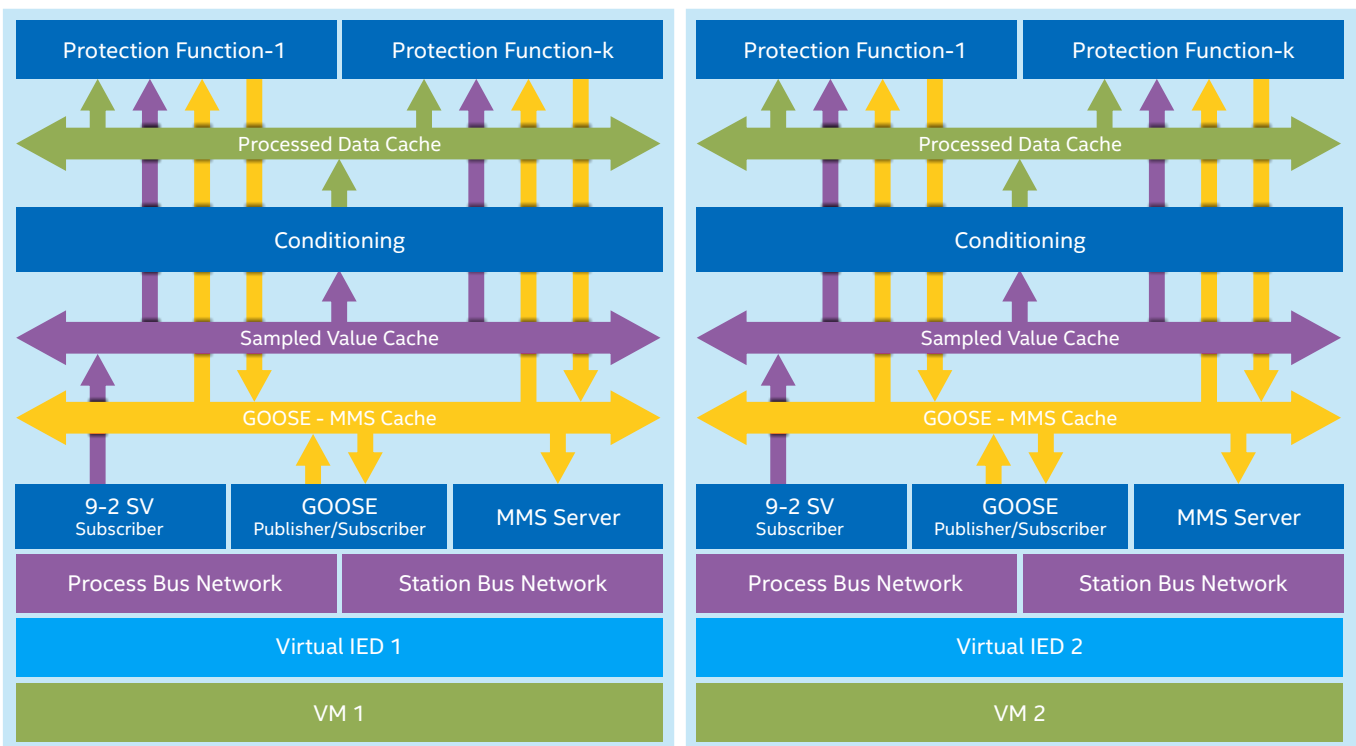 Protection Function-1
Protection Function-k
Processed Data Cache
Conditioning
Sampled Value Cache
GOOSE - MMS Cache
9-2 SV
Subscriber
GOOSE
Publisher/Subscriber
MMS Server
Process Bus Network
Station Bus Network
Virtual IED 1
VM 1
Protection Function-1
Protection Function-k
Processed Data Cache
Conditioning
Sampled Value Cache
GOOSE - MMS Cache
9-2 SV
Subscriber
GOOSE
Publisher/Subscriber
MMS Server
Process Bus Network
Station Bus Network
Virtual IED 2
VM 2